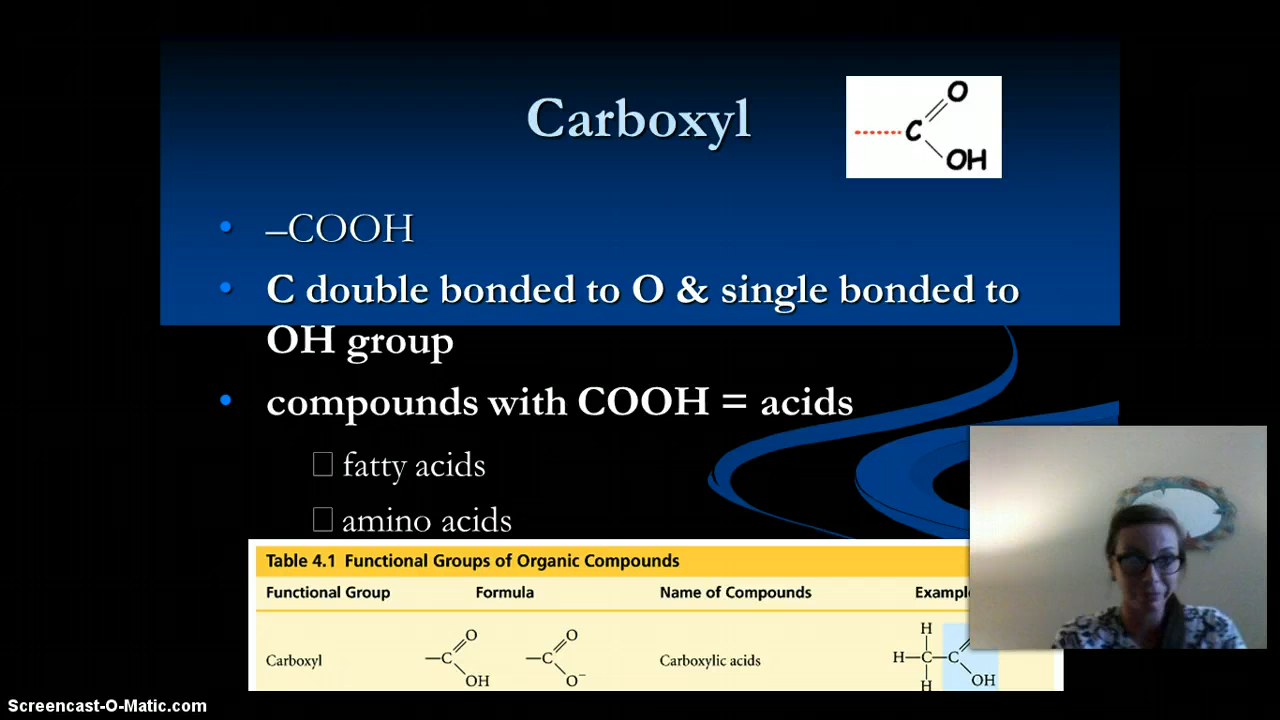 Carboxyl
O
C
OH
–COOH
C double bonded to O & single bonded to
OH group
compounds with COOH = acids
fatty acids
amino acids
Table 4.1 Functional Groups of Organic Compounds
Functional Group Formula Name of Compounds
O O H
Carboxyl —C —C Carboxylic acids H—C—C
OH O⁻ H OH
Screencast-O-Matic.com